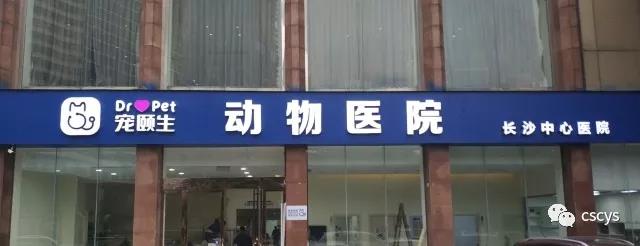 Dr Pet
宠颐生
动物医院
长沙中心医院
cscys